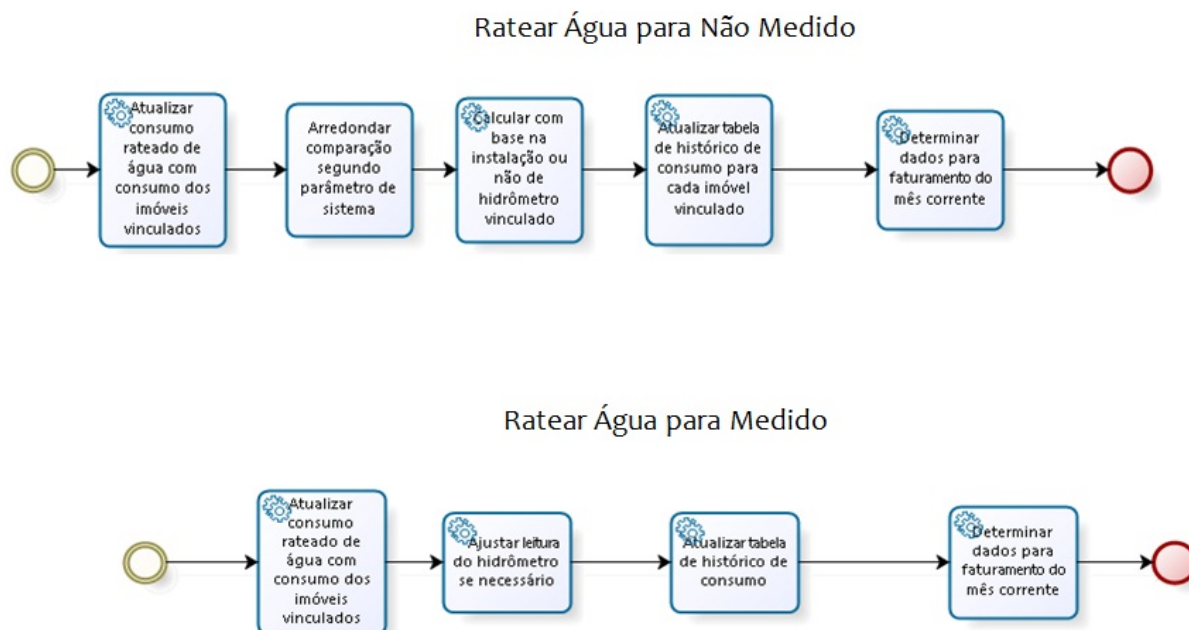 Ratear Água para Não Medido
Atualizar
consumo
rateado de
água com
consumo dos
imóveis
vinculados
Arredondar
comparação
segundo
parâmetro de
sistema
Calcular com
base na
instalação ou
não de
hidrômetro
vinculado
Atualizar tabela
de histórico de
consumo para
cada imóvel
vinculado
Determinar
dados para
faturamento do
mês corrente
Ratear Água para Medido
Atualizar
consumo
rateado de
água com
consumo dos
imóveis
vinculados
Ajustar leitura
do hidrômetro
se necessário
Atualizar tabela
de histórico de
consumo
Determinar
dados para
faturamento do
mês corrente